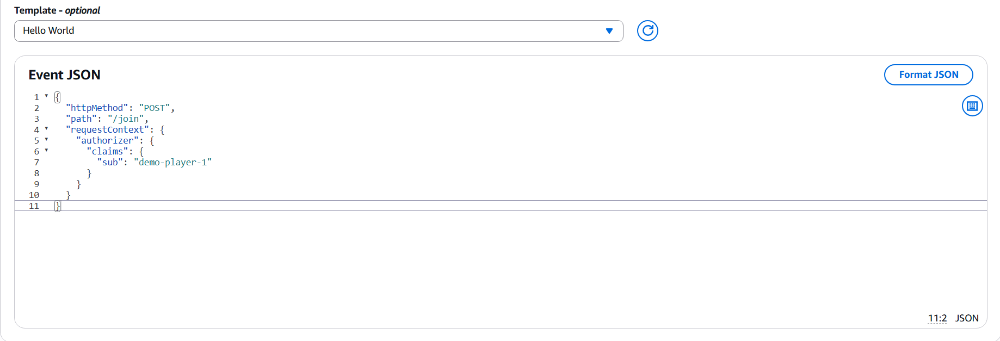 Template - optional
Hello World
Event JSON
Format JSON
1 {
2   "httpMethod": "POST",
3   "path": "/join",
4   "requestContext": {
5     "authorizer": {
6       "claims": {
7         "sub": "demo-player-1"
8       }
9     }
10   }
11 }
11:2 JSON